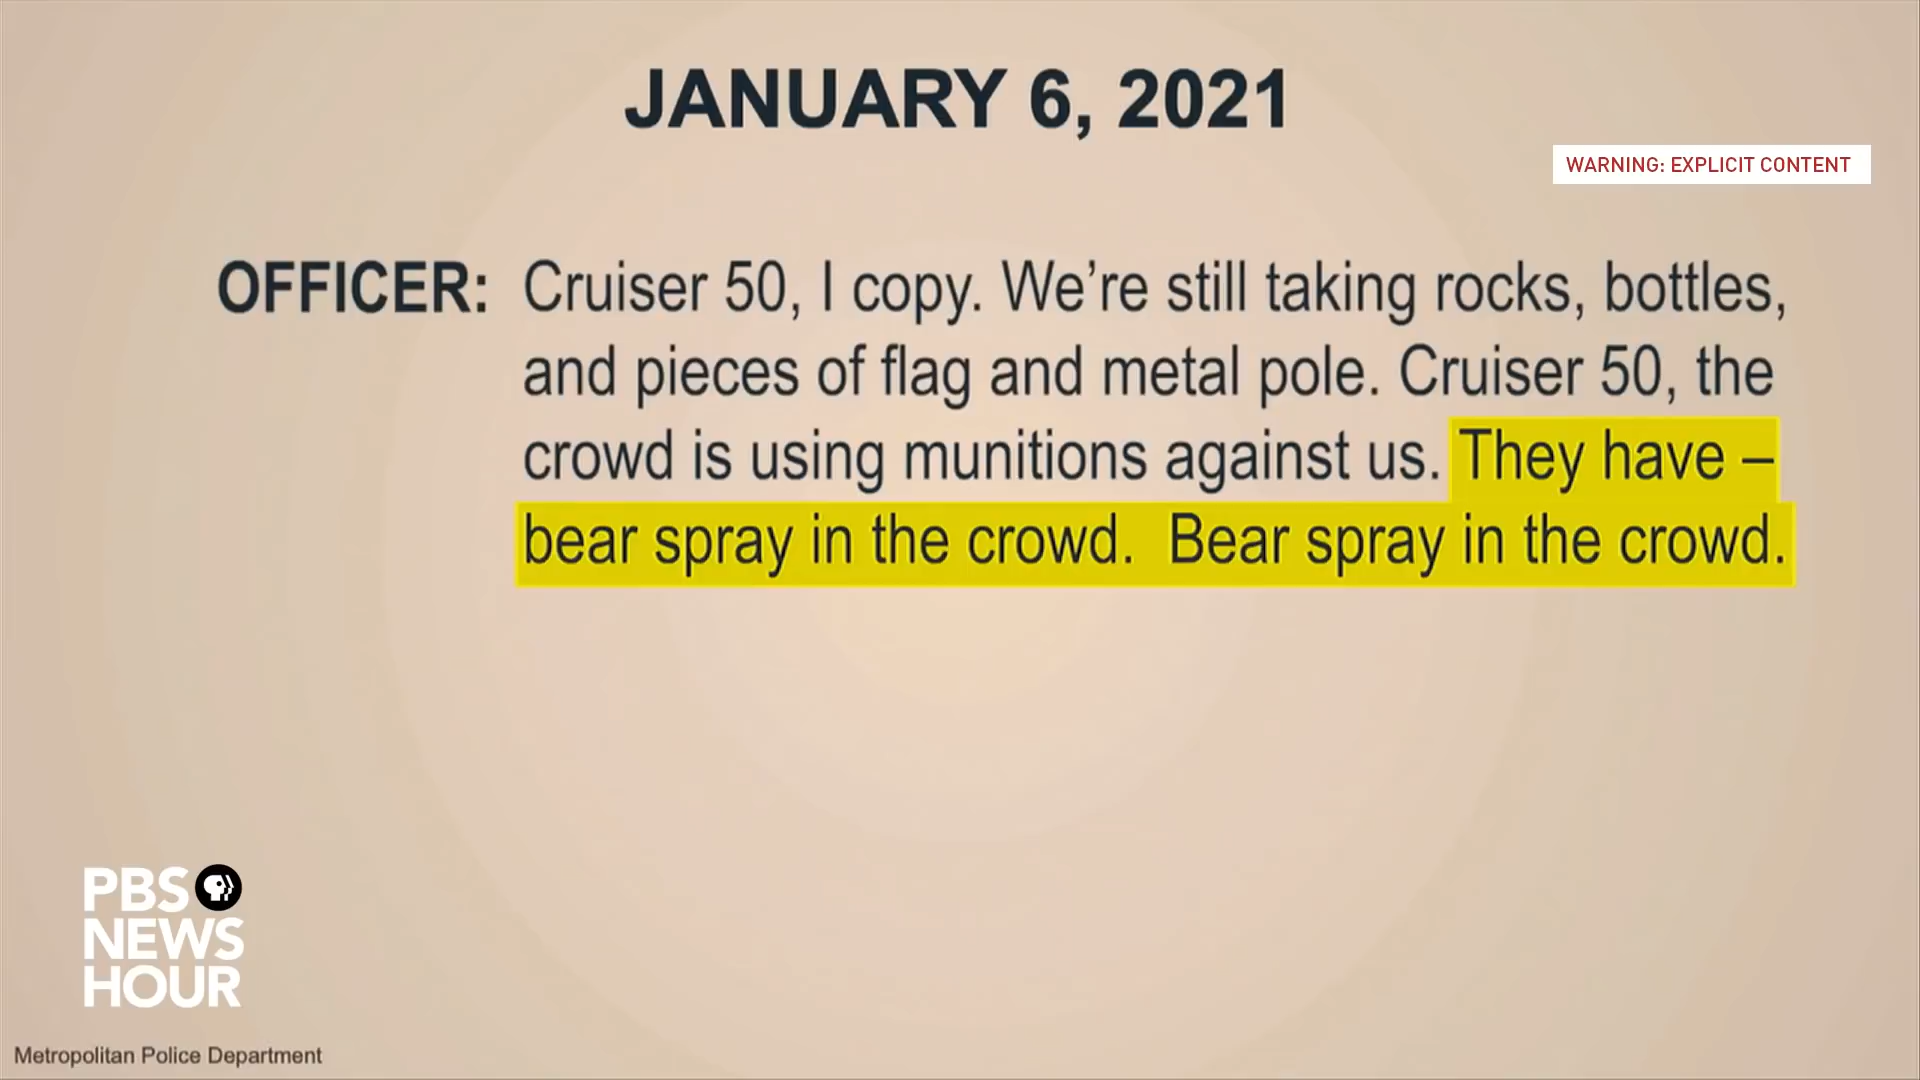 JANUARY 6, 2021
WARNING: EXPLICIT CONTENT
OFFICER: Cruiser 50, I copy. We’re still taking rocks, bottles,
and pieces of flag and metal pole. Cruiser 50, the
crowd is using munitions against us. They have –
bear spray in the crowd.  Bear spray in the crowd.
PBS
NEWS
HOUR
Metropolitan Police Department